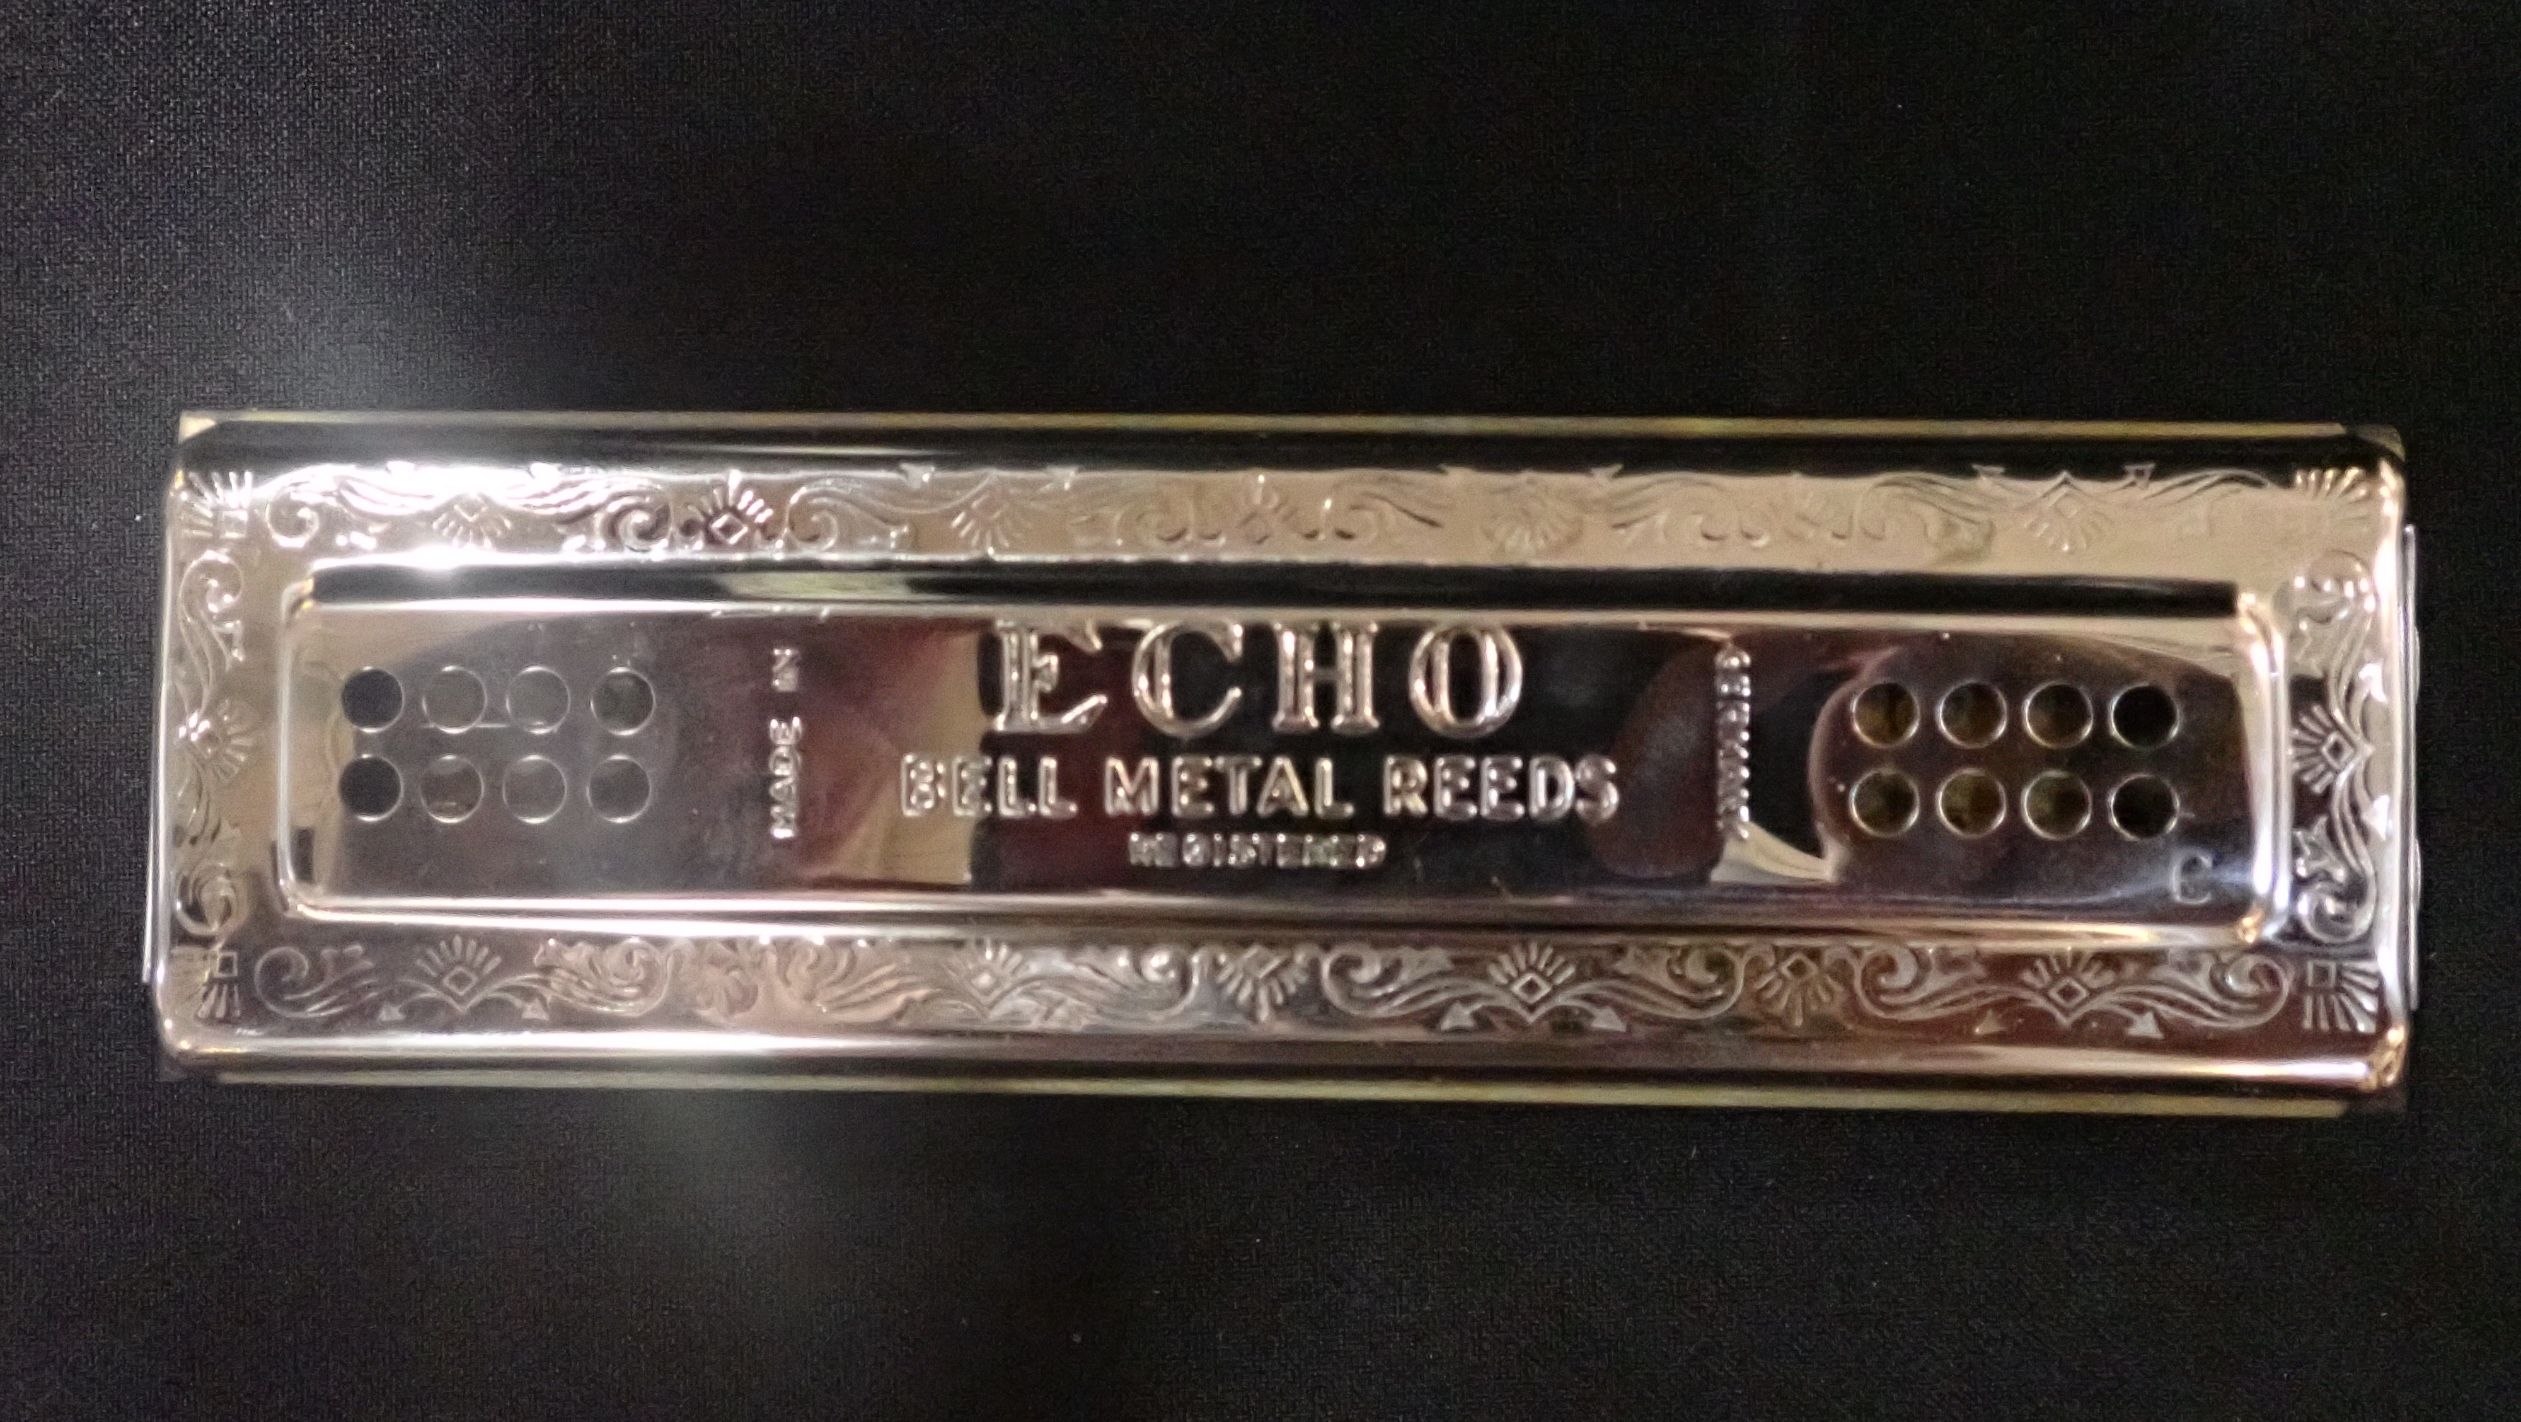 MADE IN
ECHO
BELL METAL REEDS
REGISTERED
GERMANY
C